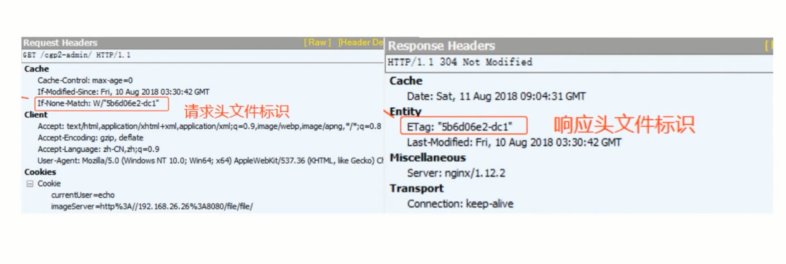 Request Headers [Raw] [Header De
GET /cgp2-admin/ HTTP/1.1
Cache
Cache-Control: max-age=0
If-Modified-Since: Fri, 10 Aug 2018 03:30:42 GMT
If-None-Match: W/"5b6d06e2-dc1"
请求头文件标识
Client
Accept: text/html,application/xhtml+xml,application/xml;q=0.9,image/webp,image/apng,*/*;q=0.8
Accept-Encoding: gzip, deflate
Accept-Language: zh-CN,zh;q=0.9
User-Agent: Mozilla/5.0 (Windows NT 10.0; Win64; x64) AppleWebKit/537.36 (KHTML, like Gecko) Ch
Cookies
Cookie
currentUser=echo
imageServer=http%3A//192.168.26.26%3A8080/file/file/
Response Headers [
HTTP/1.1 304 Not Modified
Cache
Date: Sat, 11 Aug 2018 09:04:31 GMT
Entity
ETag: "5b6d06e2-dc1"
响应头文件标识
Last-Modified: Fri, 10 Aug 2018 03:30:42 GMT
Miscellaneous
Server: nginx/1.12.2
Transport
Connection: keep-alive